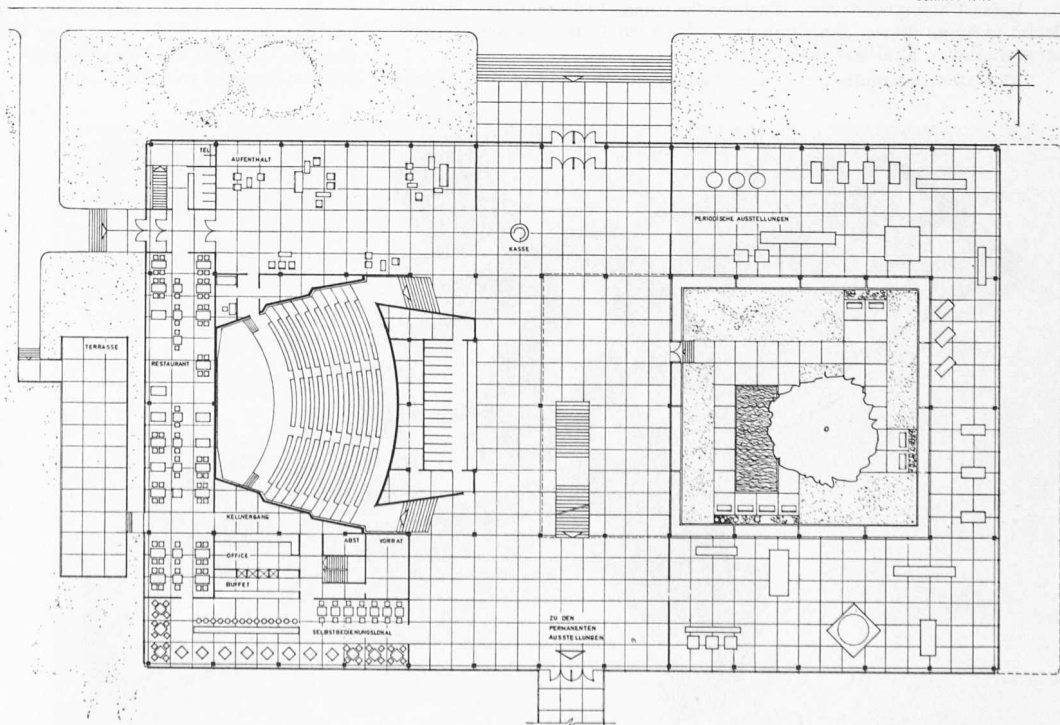 TEL
AUFENTHALT
PERIODISCHE AUSSTELLUNGEN
KASSE
TERRASSE
RESTAURANT
KELLNERGANG
ABST
VORRAT
OFFICE
BUFFET
SELBSTBEDIENUNGSLOKAL
ZU DEN
PERMANENTEN
AUSSTELLUNGEN